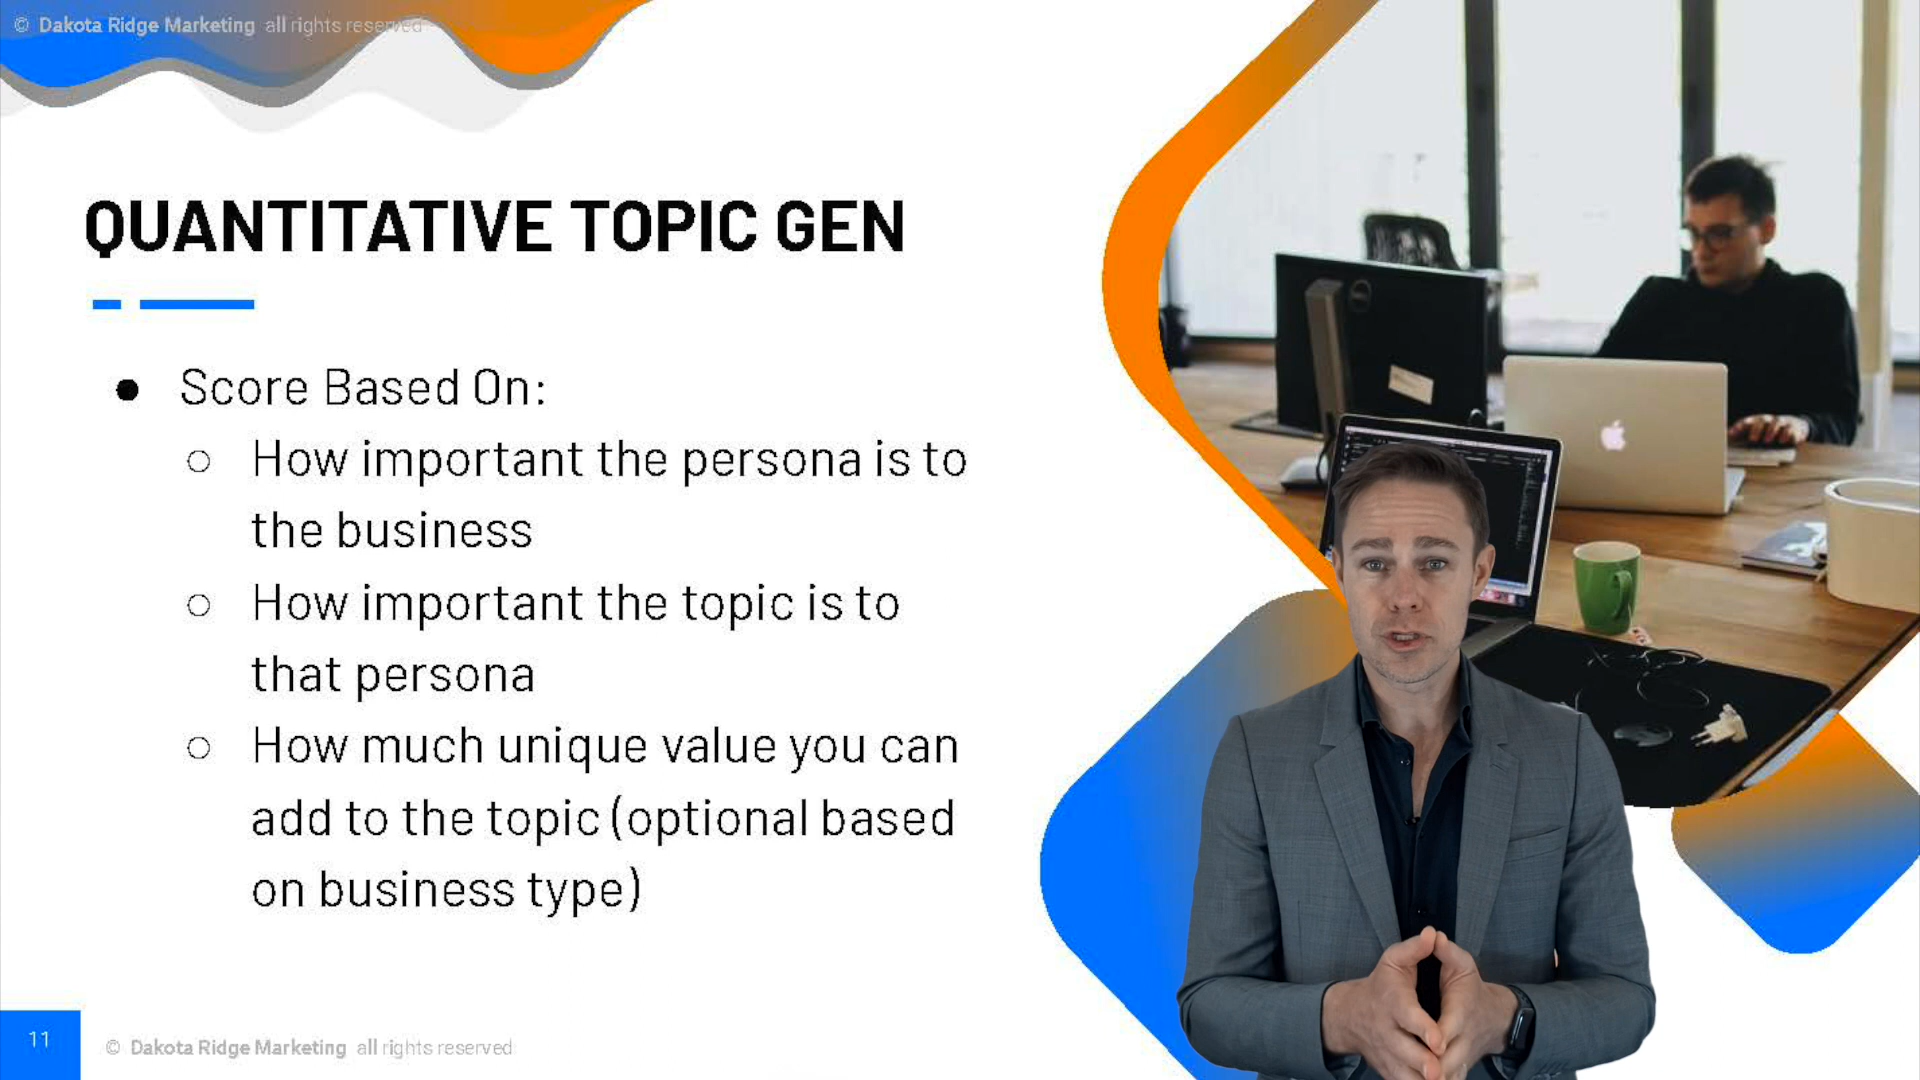 © Dakota Ridge Marketing all rights reserved
QUANTITATIVE TOPIC GEN
● Score Based On:
○ How important the persona is to
the business
○ How important the topic is to
that persona
○ How much unique value you can
add to the topic (optional based
on business type)
11
© Dakota Ridge Marketing all rights reserved